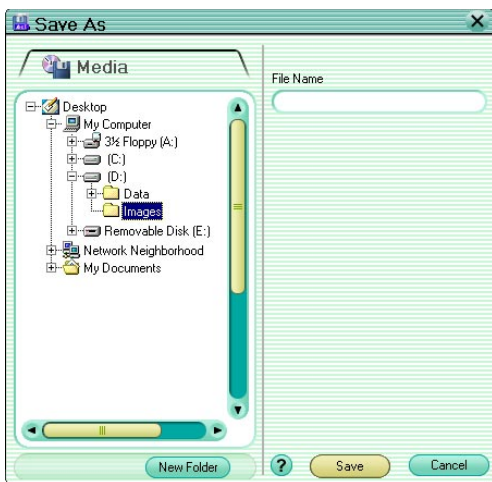 Save As
Media
File Name
Desktop
My Computer
3½ Floppy (A:)
(C:)
(D:)
Data
Images
Removable Disk (E:)
Network Neighborhood
My Documents
New Folder
?
Save
Cancel